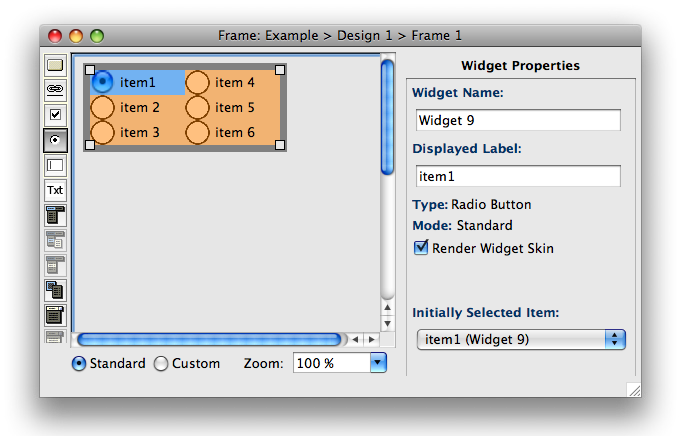 Frame: Example > Design 1 > Frame 1
item1 item 4
item 2 item 5
item 3 item 6
Txt
Widget Properties
Widget Name:
Widget 9
Displayed Label:
item1
Type: Radio Button
Mode: Standard
Render Widget Skin
Initially Selected Item:
item1 (Widget 9)
Standard Custom Zoom: 100 %